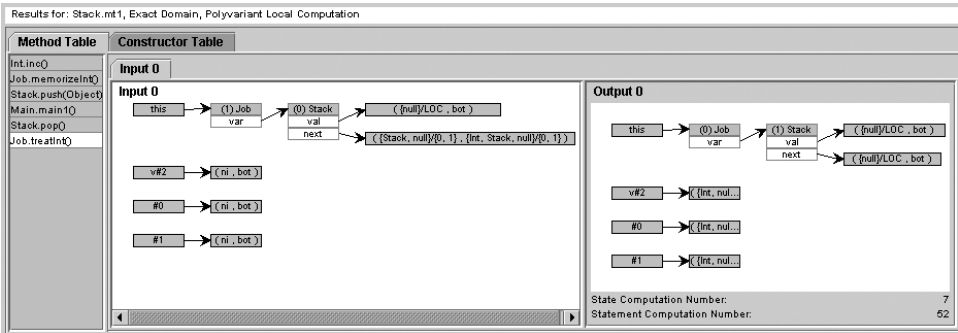 Results for: Stack.mt1, Exact Domain, Polyvariant Local Computation
Method Table
Constructor Table
Int.inc()
Job.memorizeInt()
Stack.push(Object)
Main.main1()
Stack.pop()
Job.treatInt()
Input 0
Input 0
this
(1) Job
var
(0) Stack
val
next
( {null}/LOC , bot )
( {Stack, null}/{0, 1} , {Int, Stack, null}/{0, 1} )
v#2
( ni , bot )
#0
( ni , bot )
#1
( ni , bot )
Output 0
this
(0) Job
var
(1) Stack
val
next
( {null}/LOC , bot )
( {null}/LOC , bot )
v#2
( {Int, nul...
#0
( {Int, nul...
#1
( {Int, nul...
State Computation Number: 7
Statement Computation Number: 52